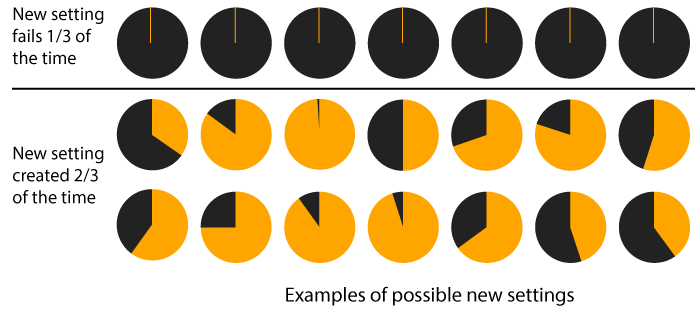 New setting
fails 1/3 of
the time
New setting
created 2/3
of the time
Examples of possible new settings